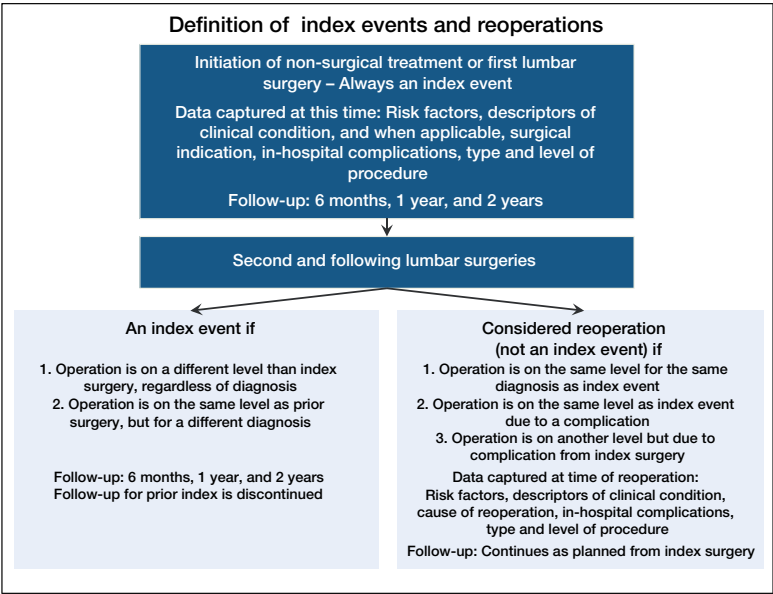 Definition of index events and reoperations
Initiation of non-surgical treatment or first lumbar
surgery – Always an index event
Data captured at this time: Risk factors, descriptors of
clinical condition, and when applicable, surgical
indication, in-hospital complications, type and level of
procedure
Follow-up: 6 months, 1 year, and 2 years
Second and following lumbar surgeries
An index event if
1. Operation is on a different level than index
surgery, regardless of diagnosis
2. Operation is on the same level as prior
surgery, but for a different diagnosis
Follow-up: 6 months, 1 year, and 2 years
Follow-up for prior index is discontinued
Considered reoperation
(not an index event) if
1. Operation is on the same level for the same
diagnosis as index event
2. Operation is on the same level as index event
due to a complication
3. Operation is on another level but due to
complication from index surgery
Data captured at time of reoperation:
Risk factors, descriptors of clinical condition,
cause of reoperation, in-hospital complications,
type and level of procedure
Follow-up: Continues as planned from index surgery